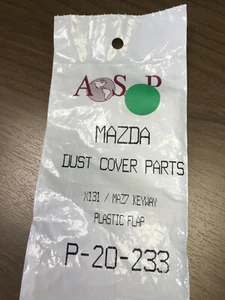 ASP
MAZDA
DUST COVER PARTS
X131 / MAZ7 KEYWAY
PLASTIC FLAP
P-20-233